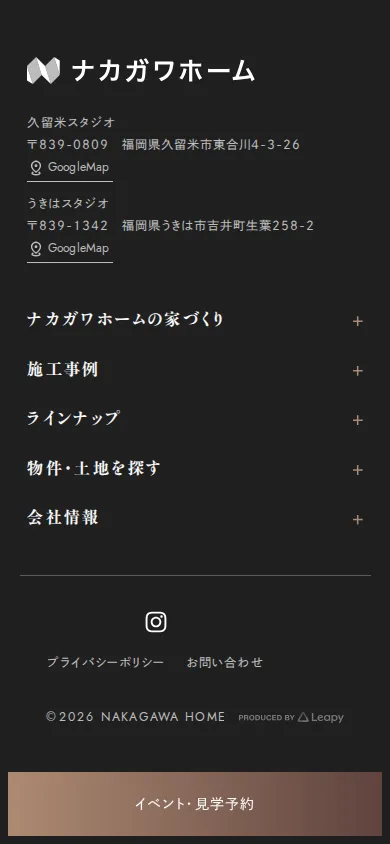 ナカガワホーム
久留米スタジオ
〒839-0809 福岡県久留米市東合川4-3-26
GoogleMap
うきはスタジオ
〒839-1342 福岡県うきは市吉井町生葉258-2
GoogleMap
ナカガワホームの家づくり +
施工事例 +
ラインナップ +
物件・土地を探す +
会社情報 +
プライバシーポリシー お問い合わせ
©2026 NAKAGAWA HOME PRODUCED BY Leapy
イベント・見学予約